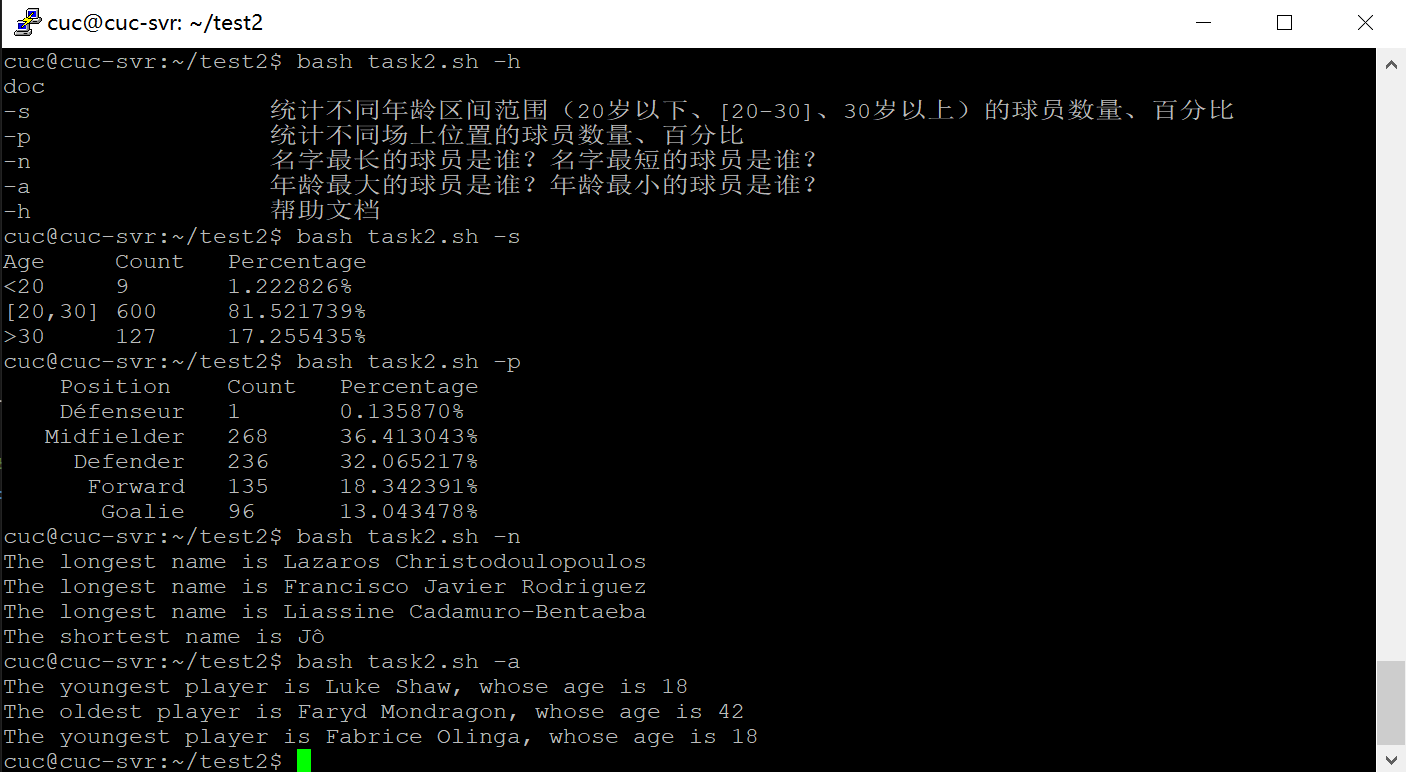 cuc@cuc-svr: ~/test2
cuc@cuc-svr:~/test2$ bash task2.sh -h
doc
-s 统计不同年龄区间范围（20岁以下、[20-30]、30岁以上）的球员数量、百分比
-p 统计不同场上位置的球员数量、百分比
-n 名字最长的球员是谁？名字最短的球员是谁？
-a 年龄最大的球员是谁？年龄最小的球员是谁？
-h 帮助文档
cuc@cuc-svr:~/test2$ bash task2.sh -s
Age Count Percentage
<20 9 1.222826%
[20,30] 600 81.521739%
>30 127 17.255435%
cuc@cuc-svr:~/test2$ bash task2.sh -p
Position Count Percentage
Défenseur 1 0.135870%
Midfielder 268 36.413043%
Defender 236 32.065217%
Forward 135 18.342391%
Goalie 96 13.043478%
cuc@cuc-svr:~/test2$ bash task2.sh -n
The longest name is Lazaros Christodoulopoulos
The longest name is Francisco Javier Rodriguez
The longest name is Liassine Cadamuro-Bentaeba
The shortest name is Jô
cuc@cuc-svr:~/test2$ bash task2.sh -a
The youngest player is Luke Shaw, whose age is 18
The oldest player is Faryd Mondragon, whose age is 42
The youngest player is Fabrice Olinga, whose age is 18
cuc@cuc-svr:~/test2$